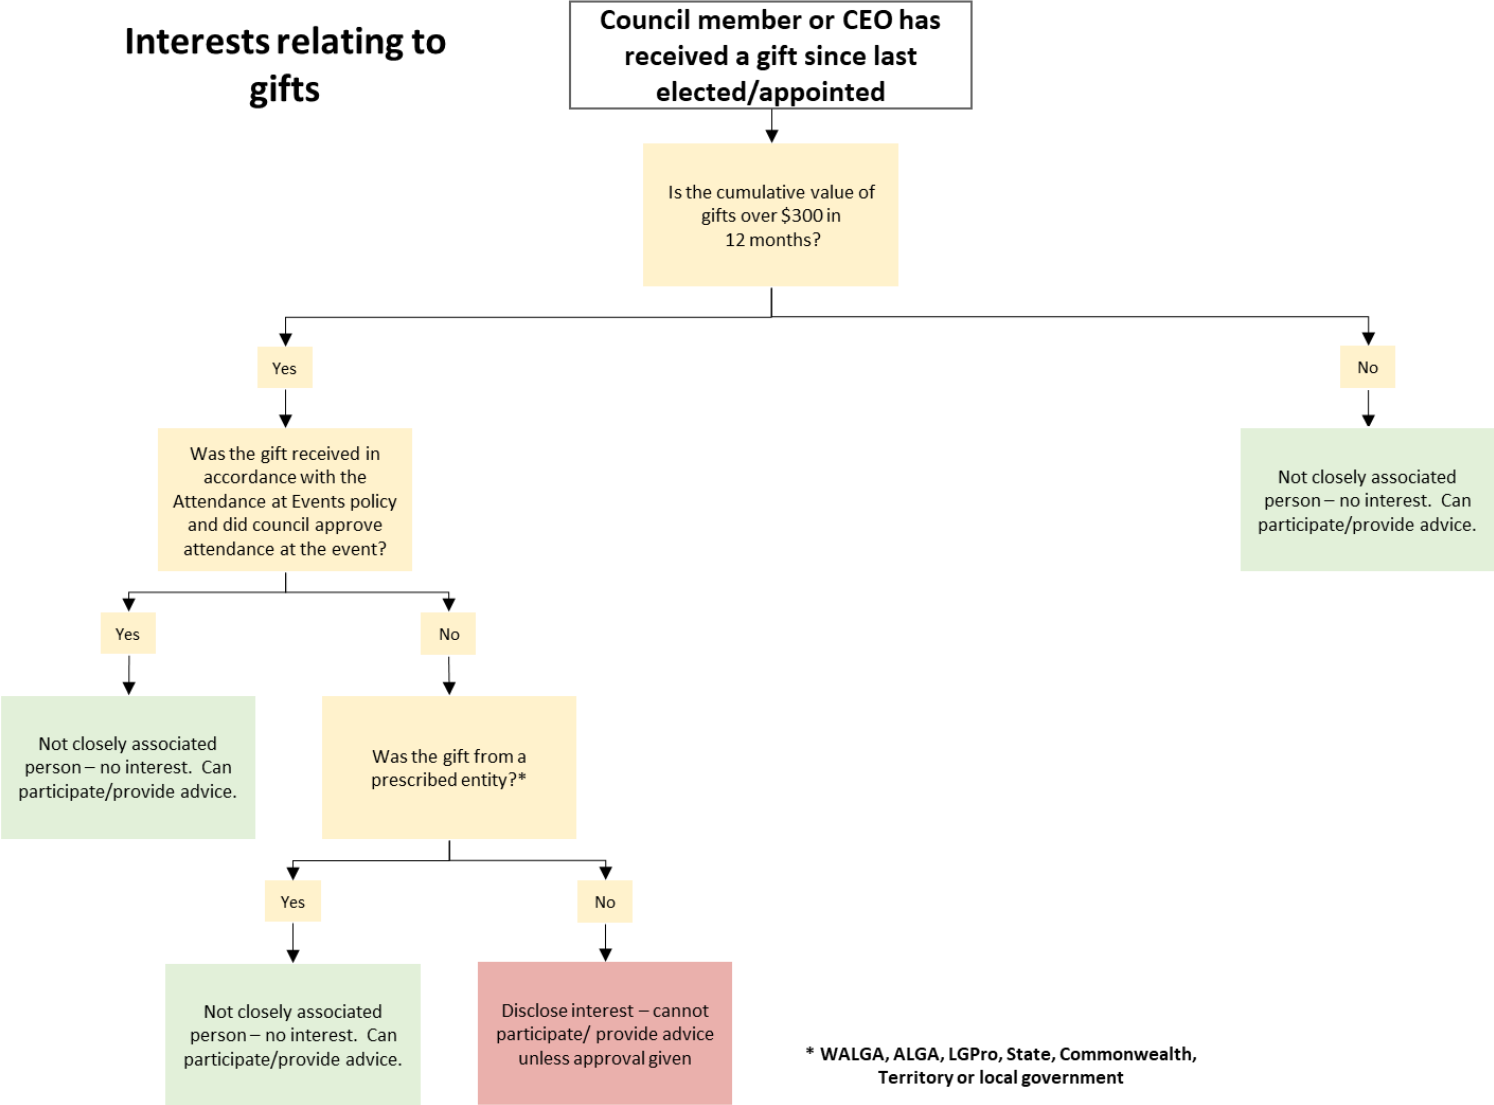 Interests relating to
gifts
Council member or CEO has
received a gift since last
elected/appointed
Is the cumulative value of
gifts over $300 in
12 months?
Yes
No
Was the gift received in
accordance with the
Attendance at Events policy
and did council approve
attendance at the event?
Not closely associated
person – no interest.  Can
participate/provide advice.
Yes
No
Not closely associated
person – no interest.  Can
participate/provide advice.
Was the gift from a
prescribed entity?*
Yes
No
Not closely associated
person – no interest.  Can
participate/provide advice.
Disclose interest – cannot
participate/ provide advice
unless approval given
* WALGA, ALGA, LGPro, State, Commonwealth,
Territory or local government